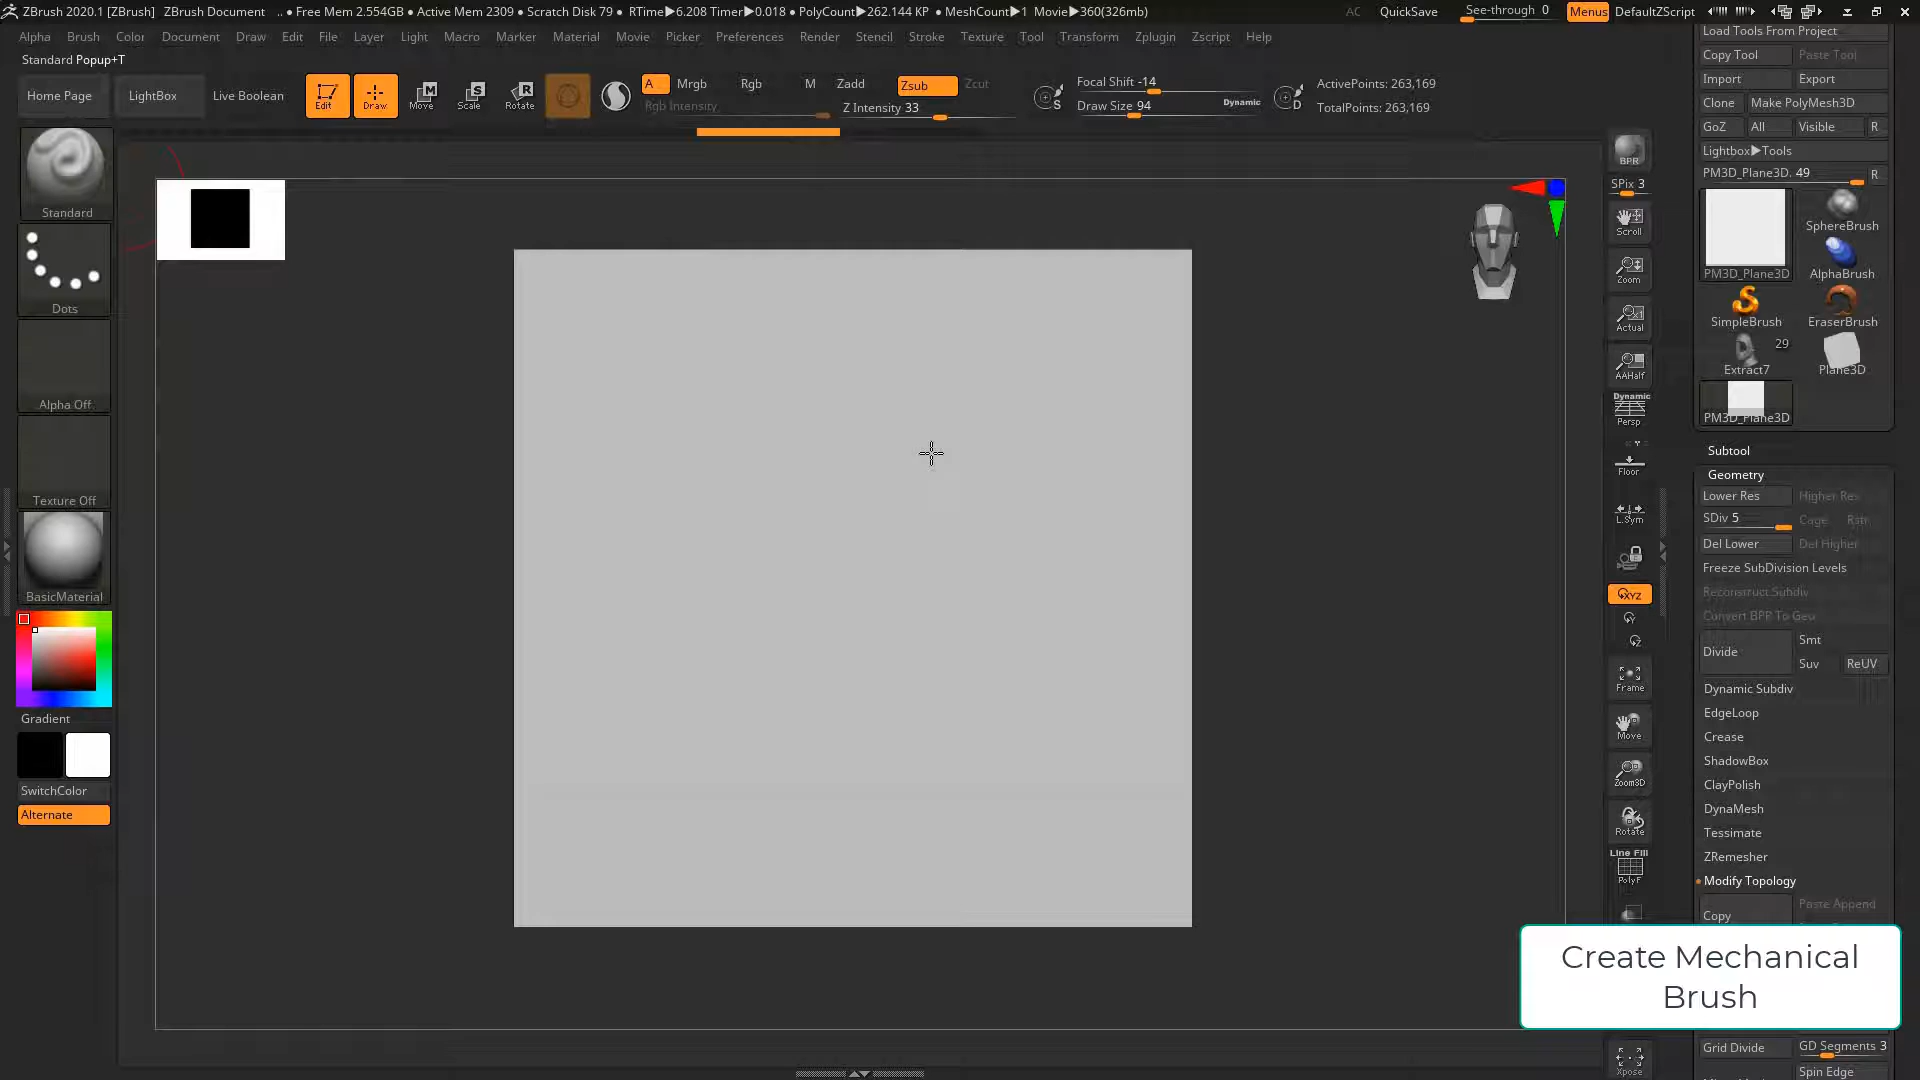 ZBrush 2020.1 [ZBrush] ZBrush Document .. ● Free Mem 2.554GB ● Active Mem 2309 ● Scratch Disk 79 ● RTime▶6.208 Timer▶0.018 ● PolyCount▶262.144 KP ● MeshCount▶1 Movie▶360(326mb) AC QuickSave See-through 0 Menus DefaultZScript
Alpha Brush Color Document Draw Edit File Layer Light Macro Marker Material Movie Picker Preferences Render Stencil Stroke Texture Tool Transform Zplugin Zscript Help
Standard Popup+T
Home Page LightBox Live Boolean Edit Draw Move Scale Rotate
A Mrgb Rgb M Zadd Zsub Zcut
Rgb Intensity Z Intensity 33
Focal Shift -14
Draw Size 94 Dynamic
S D
ActivePoints: 263,169
TotalPoints: 263,169
Standard
Dots
Alpha Off
Texture Off
BasicMaterial
Gradient
SwitchColor
Alternate
BPR
SPix 3
Scroll
Zoom
Actual
AAHalf
Dynamic
Persp
Floor
L.Sym
XYZ
Y
Z
Frame
Move
Zoom3D
Rotate
Line Fill
PolyF
Xpose
Load Tools From Project
Copy Tool Paste Tool
Import Export
Clone Make PolyMesh3D
GoZ All Visible R
Lightbox▶Tools
PM3D_Plane3D. 49 R
PM3D_Plane3D SphereBrush
AlphaBrush
SimpleBrush EraserBrush
29
Extract7 Plane3D
PM3D_Plane3D
Subtool
Geometry
Lower Res Higher Res
SDiv 5 Cage Rstr
Del Lower Del Higher
Freeze SubDivision Levels
Reconstruct Subdiv
Convert BPR To Geo
Divide Smt
Suv ReUV
Dynamic Subdiv
EdgeLoop
Crease
ShadowBox
ClayPolish
DynaMesh
Tessimate
ZRemesher
Modify Topology
Copy Paste Append
Create Mechanical
Brush
Grid Divide GD Segments 3
Spin Edge